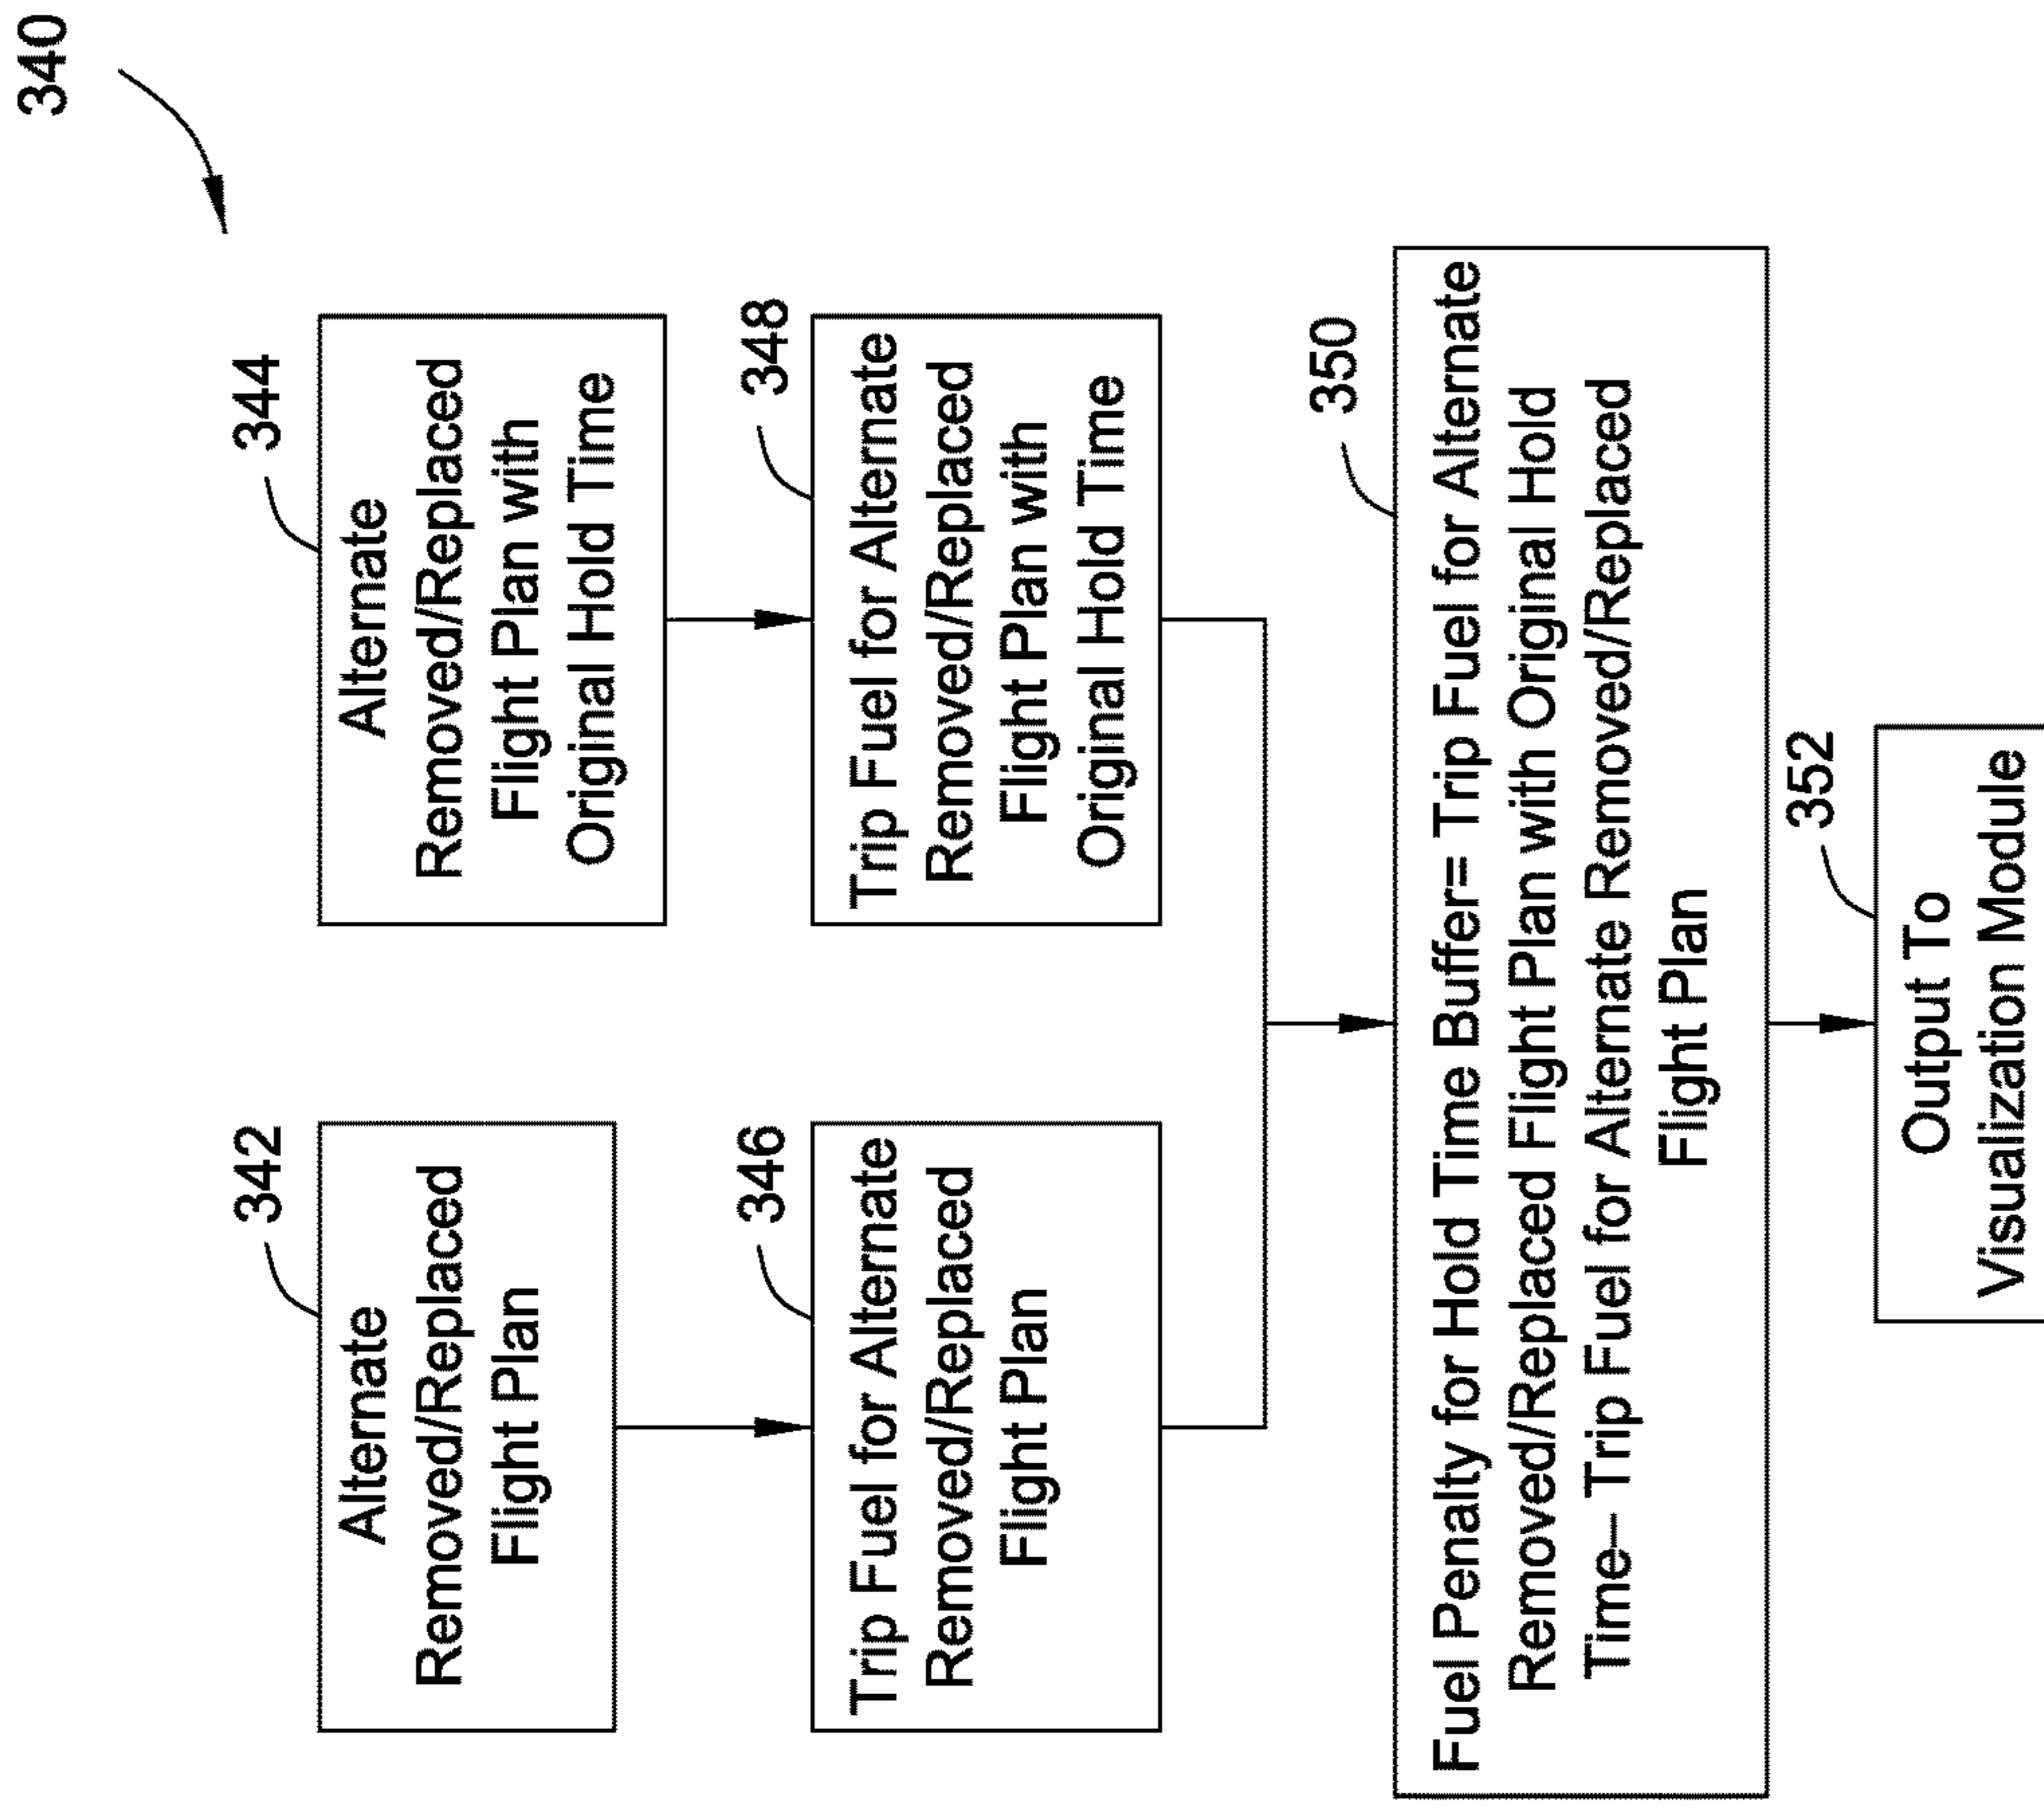 340
342
Alternate
Removed/Replaced
Flight Plan
344
Alternate
Removed/Replaced
Flight Plan with
Original Hold Time
346
Trip Fuel for Alternate
Removed/Replaced
Flight Plan
348
Trip Fuel for Alternate
Removed/Replaced
Flight Plan with
Original Hold Time
350
Fuel Penalty for Hold Time Buffer= Trip Fuel for Alternate
Removed/Replaced Flight Plan with Original Hold
Time– Trip Fuel for Alternate Removed/Replaced
Flight Plan
352
Output To
Visualization Module